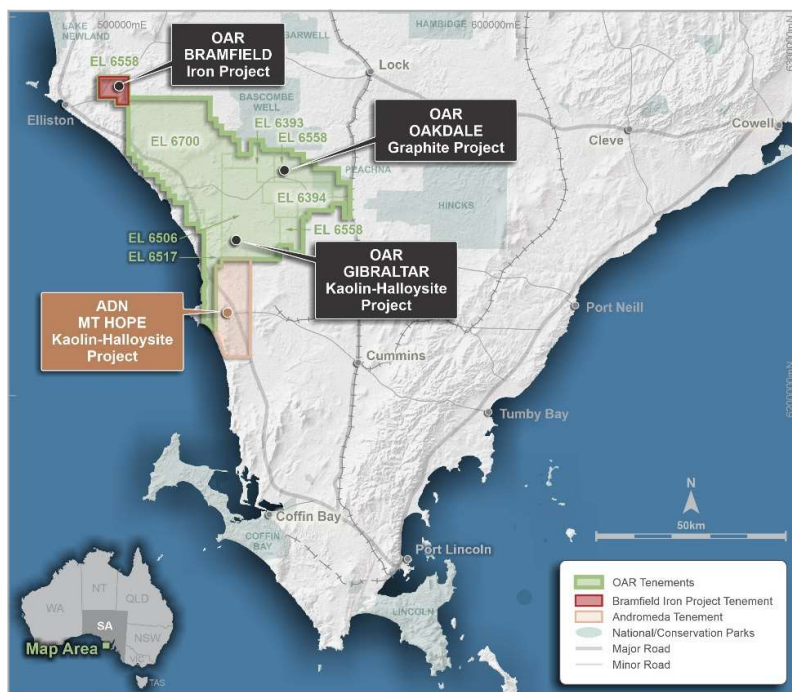 500000mE
600000mE
LAKE
NEWLAND
BARWELL
HAMBIDGE
OAR
BRAMFIELD
Iron Project
EL 6558
Lock
BASCOMBE
WELL
Elliston
EL 6393
EL 6558
OAR
OAKDALE
Graphite Project
Cowell
Cleve
EL 6700
PEACHNA
EL 6394
HINCKS
EL 6506
EL 6558
EL 6517
OAR
GIBRALTAR
Kaolin-Halloysite
Project
ADN
MT HOPE
Kaolin-Halloysite
Project
Port Neill
Cummins
Tumby Bay
N
50km
Coffin Bay
COFFIN
BAY
Port Lincoln
LINCOLN
WA
NT
QLD
SA
NSW
VIC
TAS
Map Area
OAR Tenements
Bramfield Iron Project Tenement
Andromeda Tenement
National/Conservation Parks
Major Road
Minor Road